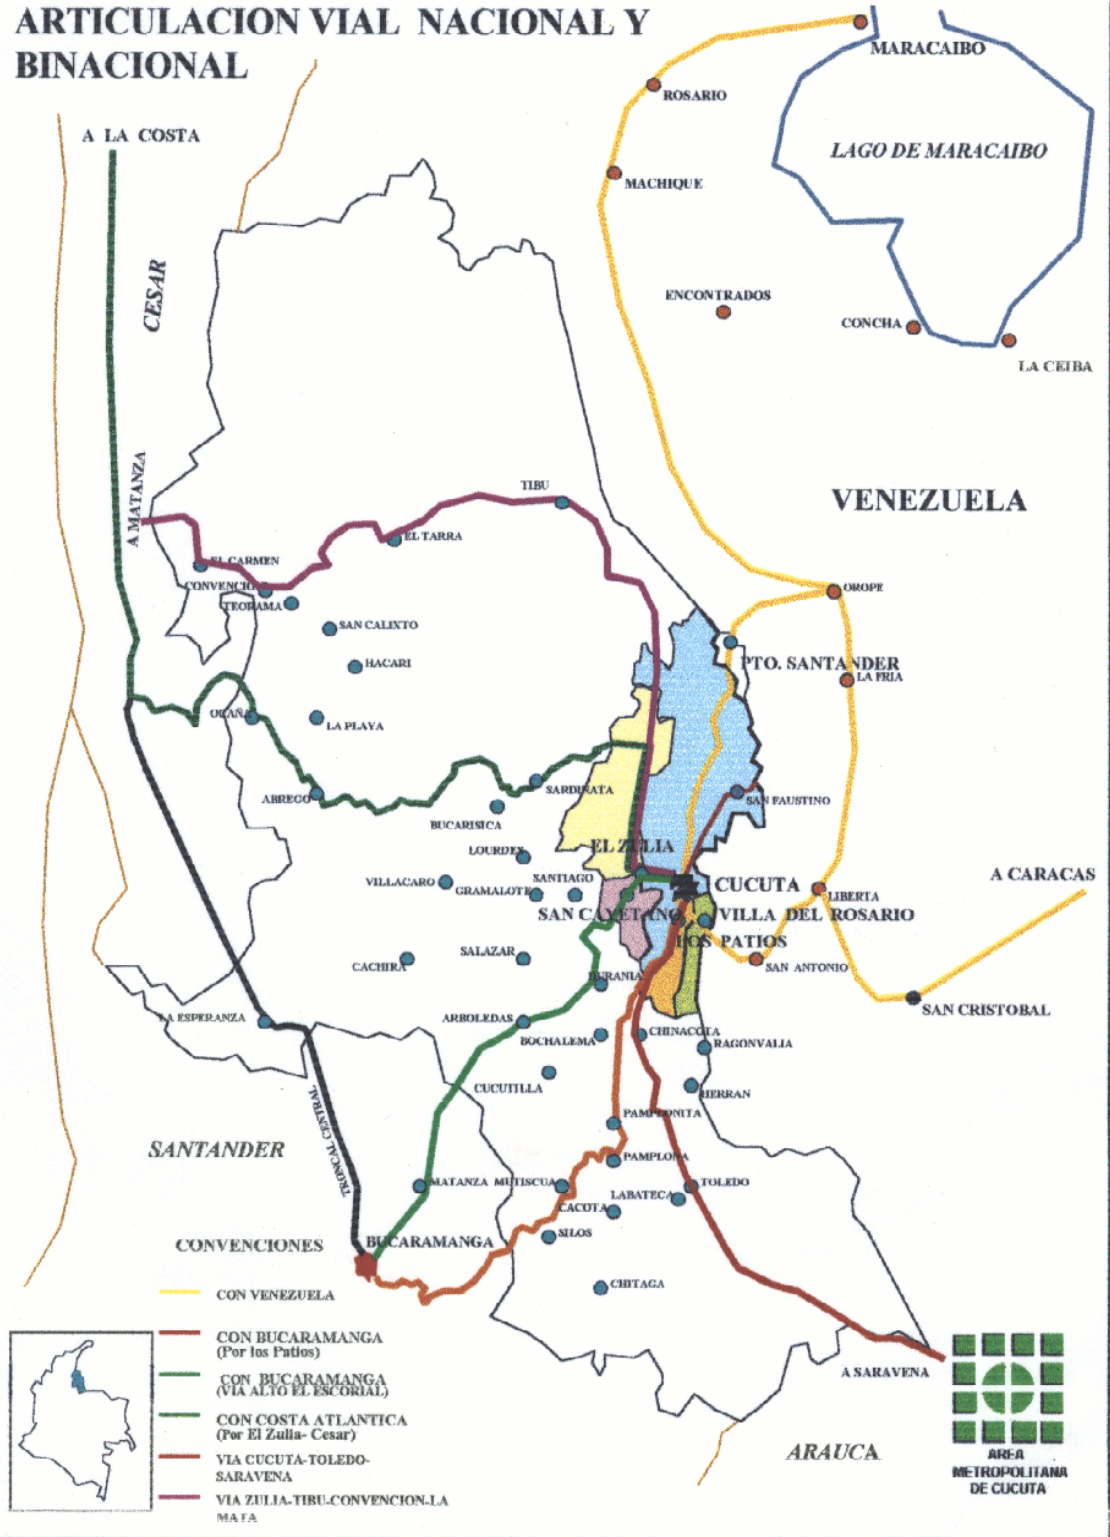 ARTICULACION VIAL NACIONAL Y
BINACIONAL
MARACAIBO
ROSARIO
A LA COSTA
LAGO DE MARACAIBO
MACHIQUE
CESAR
ENCONTRADOS
CONCHA
LA CEIBA
A MATANZA
TIBU
VENEZUELA
EL TARRA
EL CARMEN
CONVENCION
OROPE
TEORAMA
SAN CALIXTO
HACARI
PTO. SANTANDER
LA FRIA
OCAÑA
LA PLAYA
SARDINATA
ABREGO
SAN FAUSTINO
BUCARISICA
EL ZULIA
LOURDES
A CARACAS
VILLACARO
SANTIAGO
CUCUTA
GRAMALOTE
LIBERTA
SAN CAYETANO
VILLA DEL ROSARIO
LOS PATIOS
SALAZAR
CACHIRA
SAN ANTONIO
DURANIA
SAN CRISTOBAL
LA ESPERANZA
ARBOLEDAS
CHINACOTA
BOCHALEMA
RAGONVALIA
CUCUTILLA
HERRAN
TRONCAL CENTRAL
PAMPLONITA
SANTANDER
PAMPLONA
MATANZA
MUTISCUA
TOLEDO
LABATECA
CACOTA
SILOS
BUCARAMANGA
CHITAGA
CONVENCIONES
CON VENEZUELA
CON BUCARAMANGA
(Por los Patios)
CON BUCARAMANGA
(VIA ALTO EL ESCORIAL)
CON COSTA ATLANTICA
(Por El Zulia- Cesar)
VIA CUCUTA-TOLEDO-
SARAVENA
VIA ZULIA-TIBU-CONVENCION-LA
MATA
A SARAVENA
ARAUCA
AREA
METROPOLITANA
DE CUCUTA